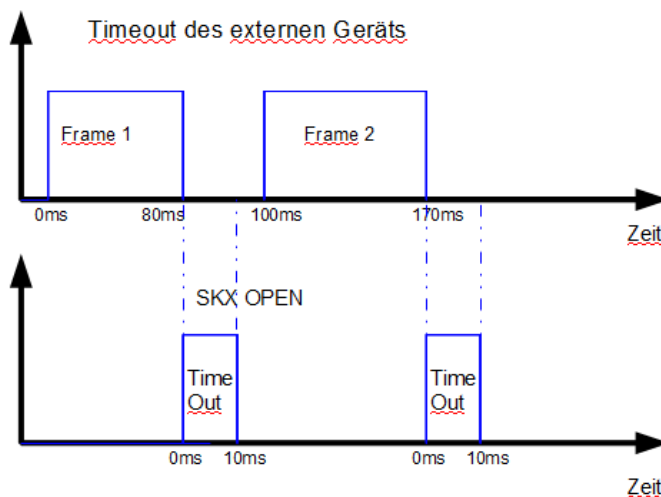 Timeout des externen Geräts
Frame 1
Frame 2
0ms
80ms
100ms
170ms
Zeit
SKX OPEN
Time
Out
Time
Out
0ms
10ms
0ms
10ms
Zeit